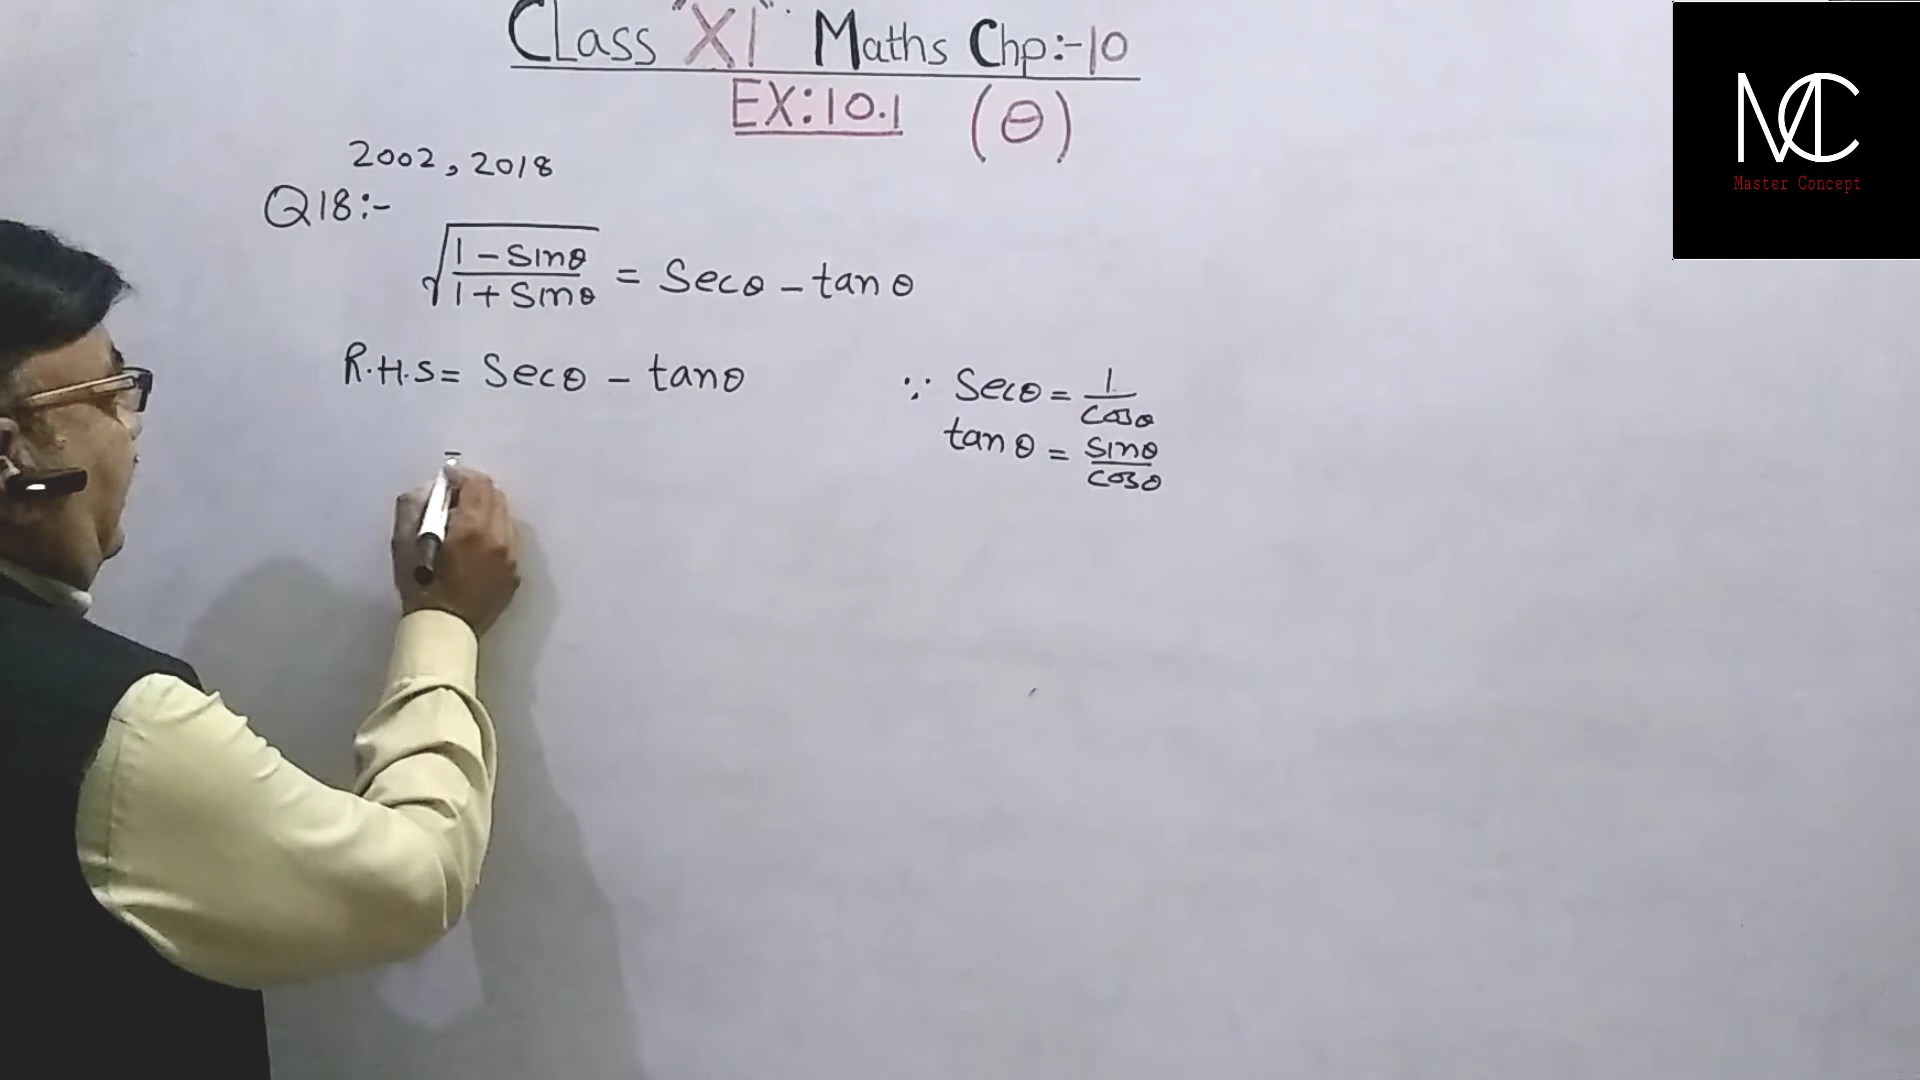 Class "XI" Maths Chp:-10
EX:10.1 (θ)
2002, 2018
Q18:-
√(1 - Sinθ / 1 + Sinθ) = Secθ - tanθ
R.H.S = Secθ - tanθ
∵ Secθ = 1/cosθ
tanθ = sinθ/cosθ
=
MC
Master Concept